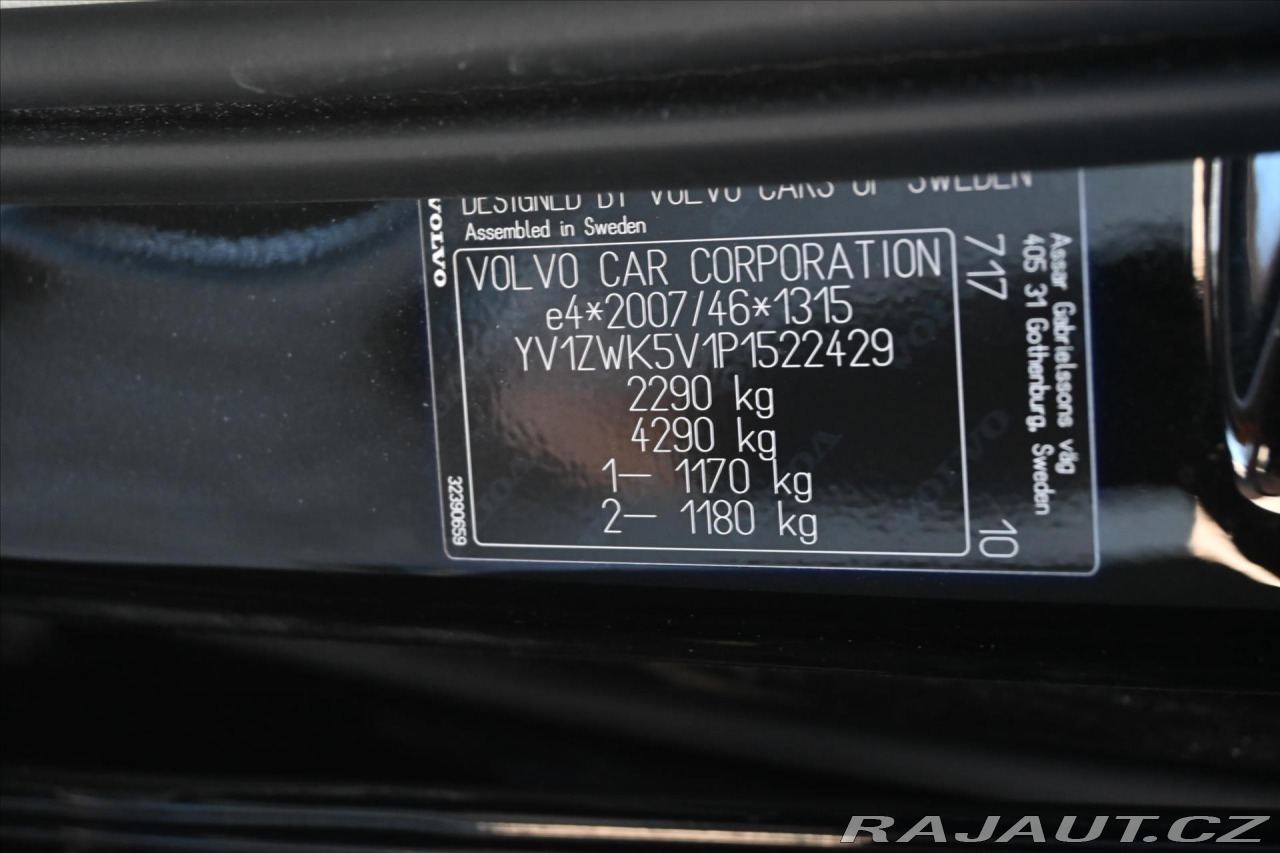 DESIGNED BY VOLVO CARS OF SWEDEN
Assembled in Sweden
VOLVO
VOLVO CAR CORPORATION
e4*2007/46*1315
YV1ZWK5V1P1522429
2290 kg
4290 kg
1– 1170 kg
2– 1180 kg
32390659
717
10
Assar Gabrielssons väg
405 31 Gothenburg, Sweden
RAJAUT.CZ